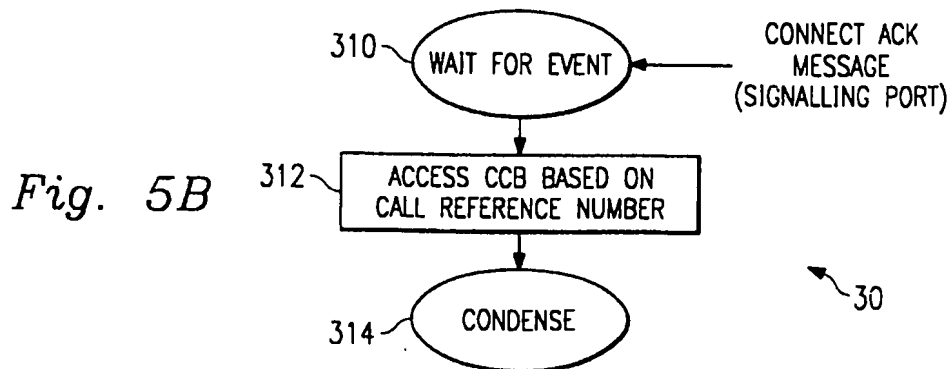 310
WAIT FOR EVENT
CONNECT ACK
MESSAGE
(SIGNALLING PORT)
Fig. 5B
312
ACCESS CCB BASED ON
CALL REFERENCE NUMBER
30
314
CONDENSE